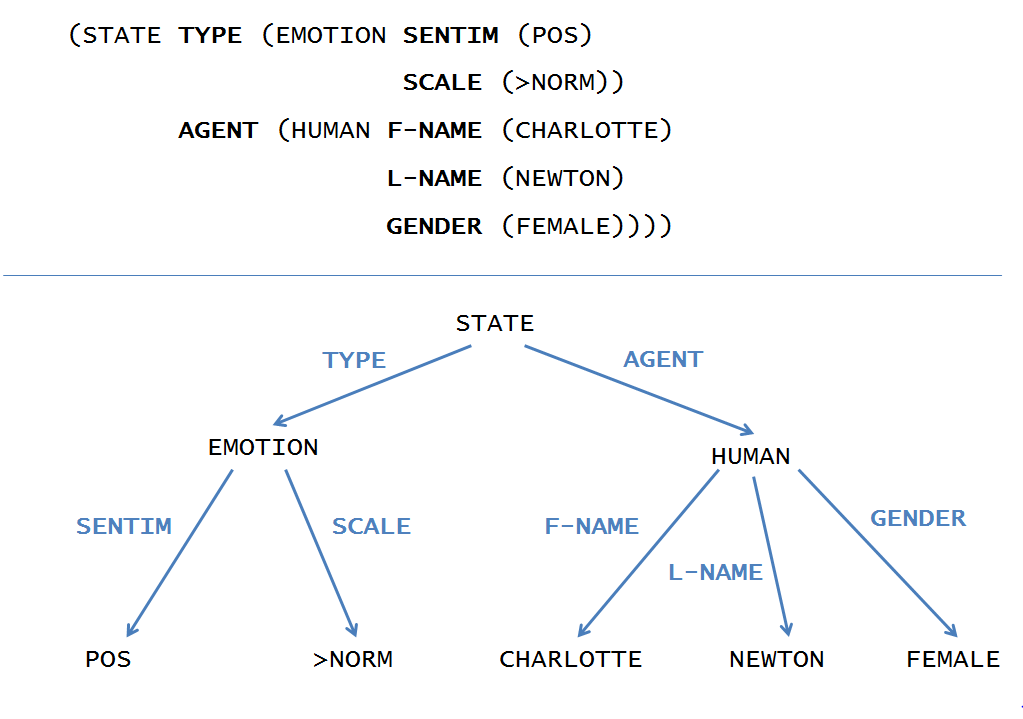 (STATE TYPE (EMOTION SENTIM (POS)
SCALE (>NORM))
AGENT (HUMAN F-NAME (CHARLOTTE)
L-NAME (NEWTON)
GENDER (FEMALE))))
STATE
TYPE
AGENT
EMOTION
HUMAN
SENTIM
SCALE
F-NAME
GENDER
L-NAME
POS
>NORM
CHARLOTTE
NEWTON
FEMALE